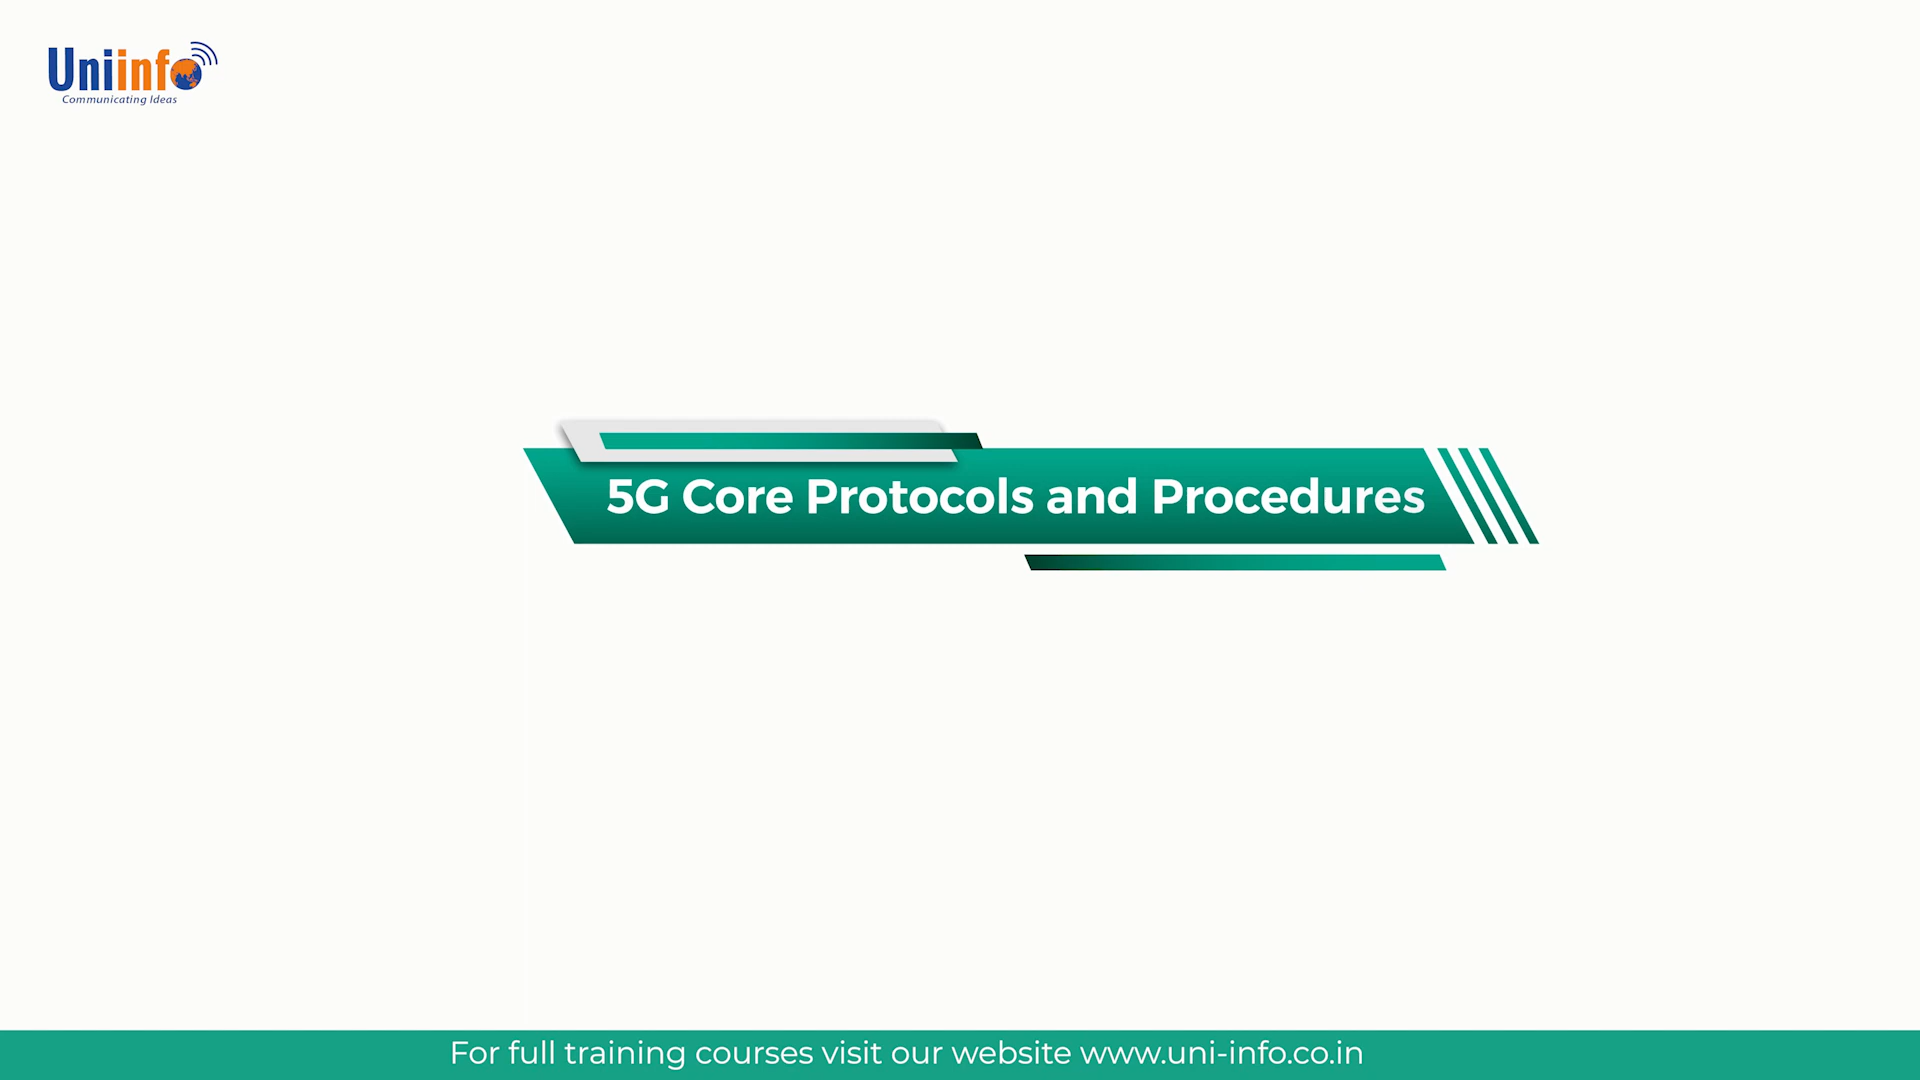 Uniinfo
Communicating Ideas
5G Core Protocols and Procedures
For full training courses visit our website www.uni-info.co.in